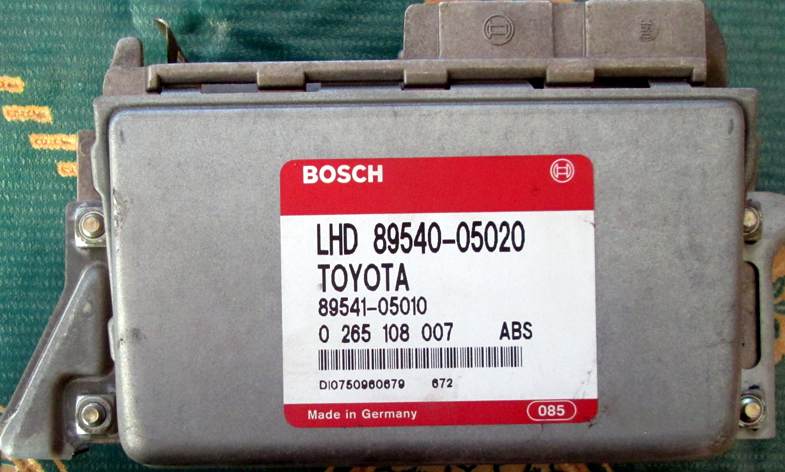 BOSCH
LHD 89540-05020
TOYOTA
89541-05010
0 265 108 007 ABS
DI0750960679 672
Made in Germany 085